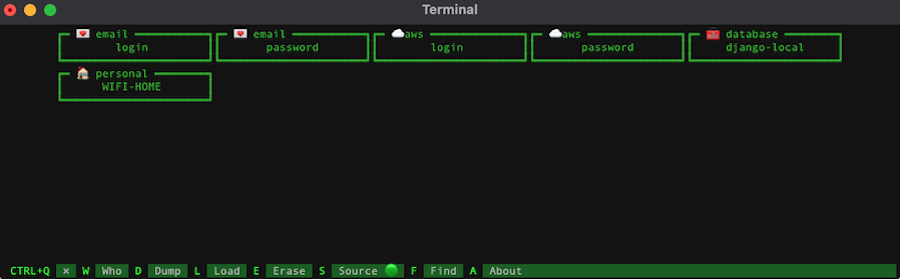 Terminal
email email aws aws database
login password login password django-local
personal
WIFI-HOME
CTRL+Q × W Who D Dump L Load E Erase S Source F Find A About